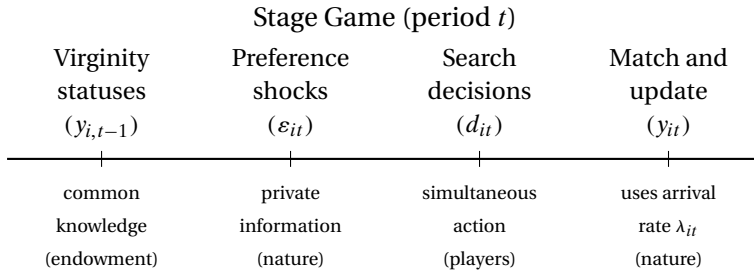 Stage Game (period t)
Virginity Preference Search Match and
statuses shocks decisions update
(y_{i,t−1}) (ε_{it}) (d_{it}) (y_{it})
common private simultaneous uses arrival
knowledge information action rate λ_{it}
(endowment) (nature) (players) (nature)